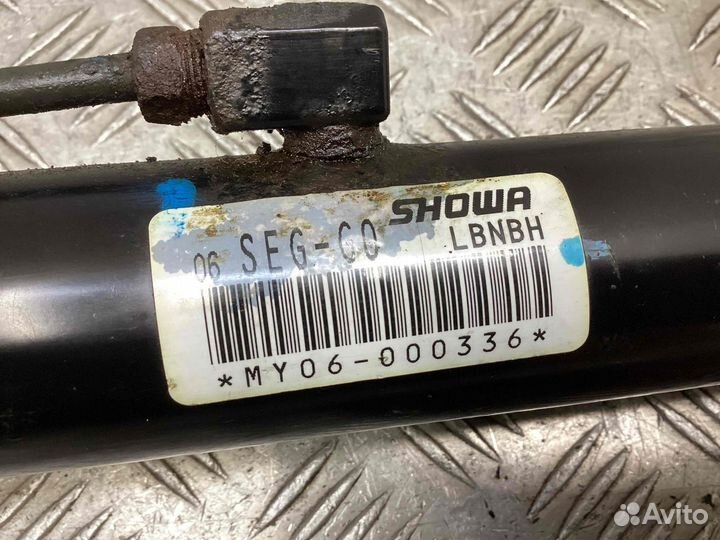 SHOWA
06 SEG-G0 LBNBH
*MY06-000336*
Avito